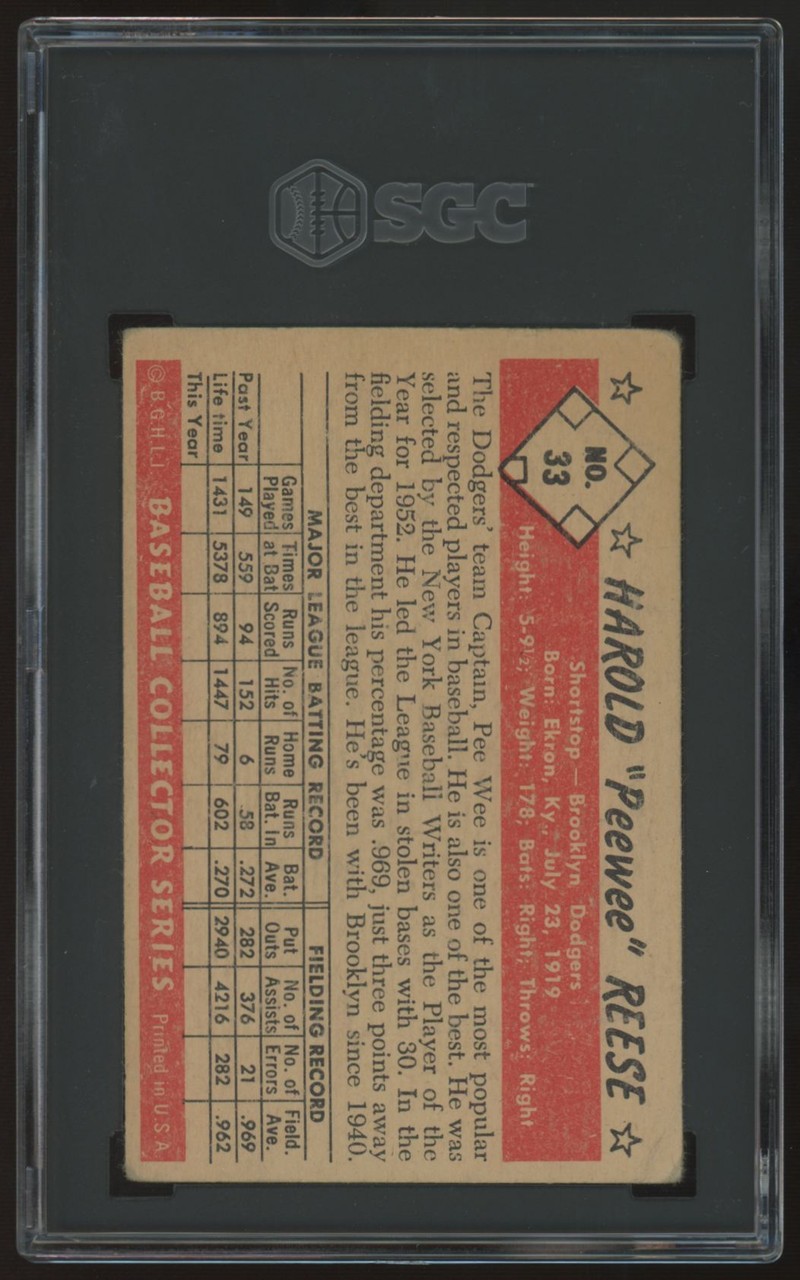 SGC
NO. 33
☆ ☆ HAROLD "Peewee" REESE ☆
Shortstop — Brooklyn Dodgers
Born: Ekron, Ky., July 23, 1919
Height: 5-9½; Weight: 178; Bats: Right; Throws: Right
The Dodgers' team Captain, Pee Wee is one of the most popular
and respected players in baseball. He is also one of the best. He was
selected by the New York Baseball Writers as the Player of the
Year for 1952. He led the League in stolen bases with 30. In the
fielding department his percentage was .969, just three points away
from the best in the league. He's been with Brooklyn since 1940.
MAJOR LEAGUE BATTING RECORD FIELDING RECORD
Games Times Runs No. of Home Runs Bat. Put No. of No. of Field.
Played at Bat Scored Hits Runs Bat. In Ave. Outs Assists Errors Ave.
Past Year 149 559 94 152 6 58 .272 282 376 21 .969
Life time 1431 5378 894 1447 79 602 .270 2940 4216 282 .962
This Year
© B.G.H.L.I BASEBALL COLLECTOR SERIES Printed in U.S.A